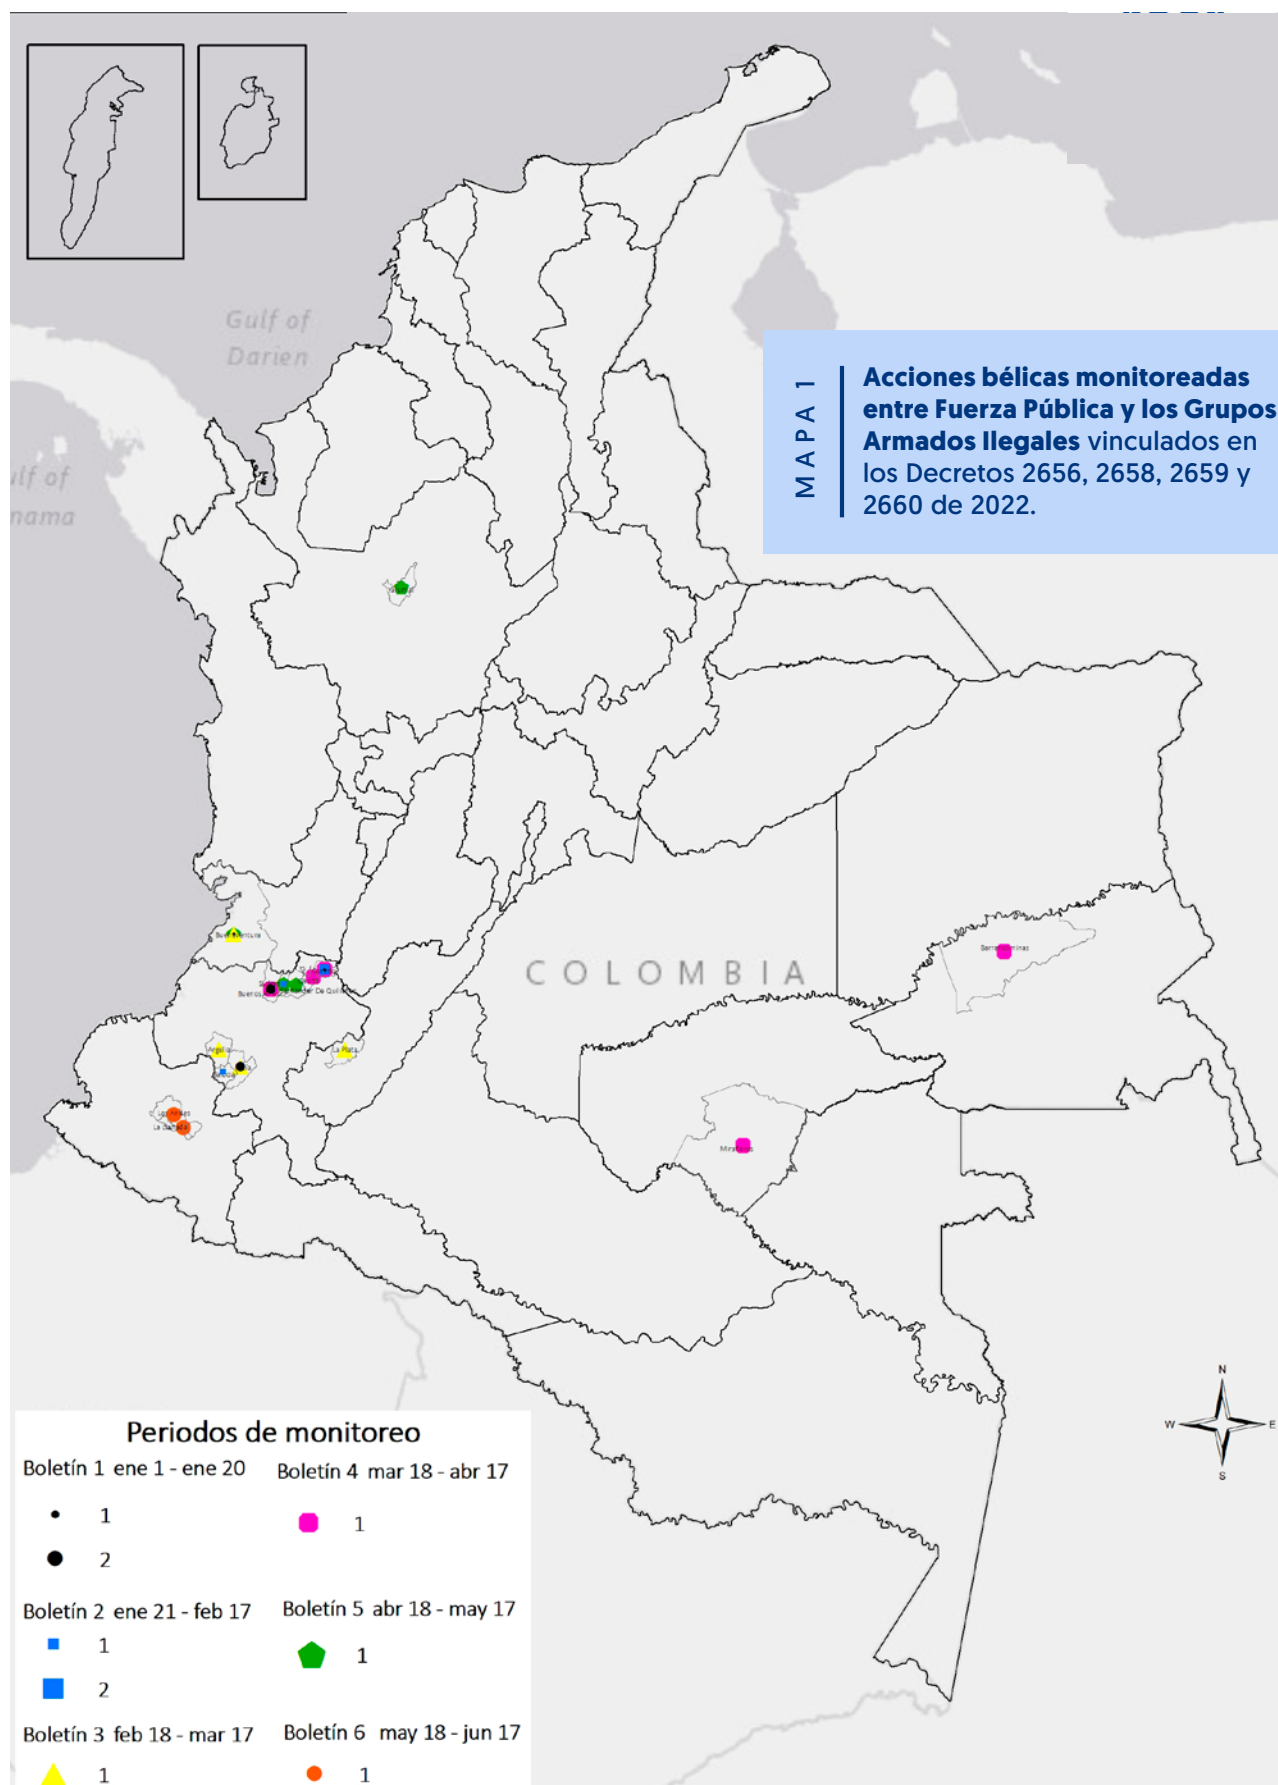 Gulf of
Darien
MAPA 1
Acciones bélicas monitoreadas
entre Fuerza Pública y los Grupos
Armados Ilegales vinculados en
los Decretos 2656, 2658, 2659 y
2660 de 2022.
COLOMBIA
La Plata
N
W
E
S
Periodos de monitoreo
Boletín 1 ene 1 - ene 20
1
2
Boletín 2 ene 21 - feb 17
1
2
Boletín 3 feb 18 - mar 17
1
Boletín 4 mar 18 - abr 17
1
Boletín 5 abr 18 - may 17
1
Boletín 6 may 18 - jun 17
1